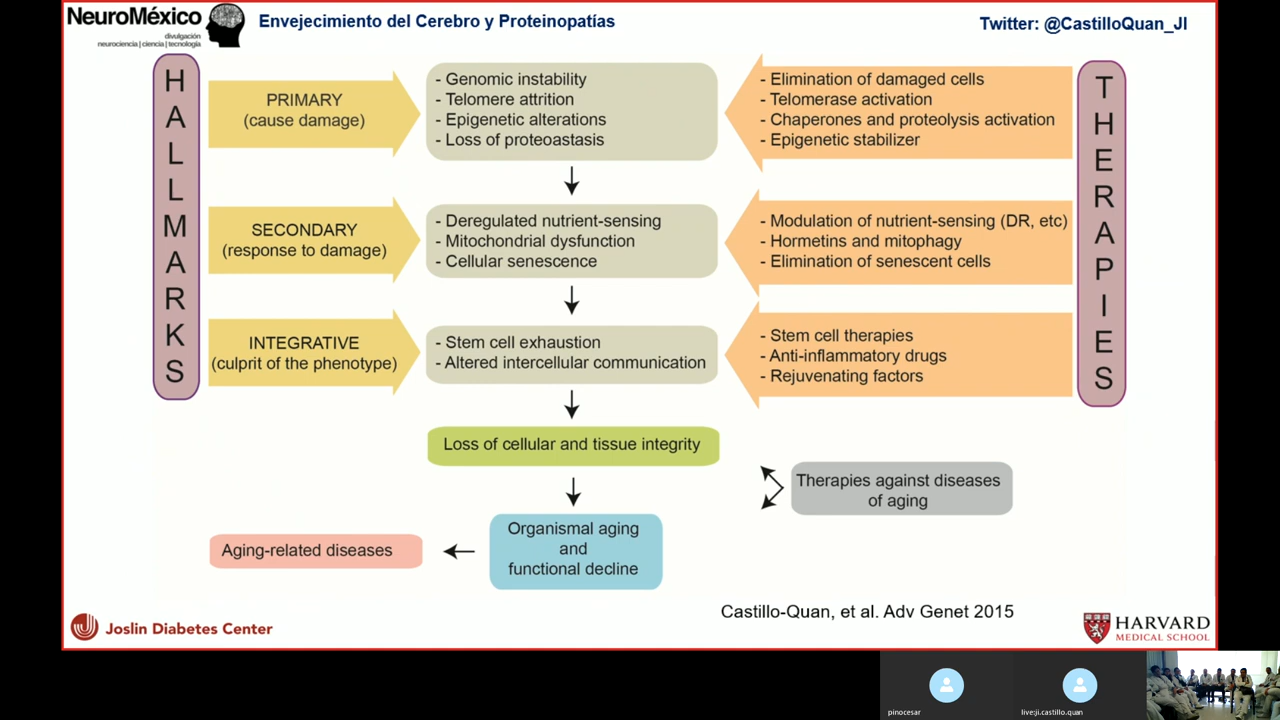 NeuroMéxico
divulgación
neurociencia | ciencia | tecnología
Envejecimiento del Cerebro y Proteinopatías
Twitter: @CastilloQuan_JI
HALLMARKS
PRIMARY
(cause damage)
- Genomic instability
- Telomere attrition
- Epigenetic alterations
- Loss of proteoastasis
- Elimination of damaged cells
- Telomerase activation
- Chaperones and proteolysis activation
- Epigenetic stabilizer
THERAPIES
SECONDARY
(response to damage)
- Deregulated nutrient-sensing
- Mitochondrial dysfunction
- Cellular senescence
- Modulation of nutrient-sensing (DR, etc)
- Hormetins and mitophagy
- Elimination of senescent cells
INTEGRATIVE
(culprit of the phenotype)
- Stem cell exhaustion
- Altered intercellular communication
- Stem cell therapies
- Anti-inflammatory drugs
- Rejuvenating factors
Loss of cellular and tissue integrity
Therapies against diseases
of aging
Organismal aging
and
functional decline
Aging-related diseases
Castillo-Quan, et al. Adv Genet 2015
Joslin Diabetes Center
HARVARD
MEDICAL SCHOOL
pinocesar
live:ji.castillo.quan